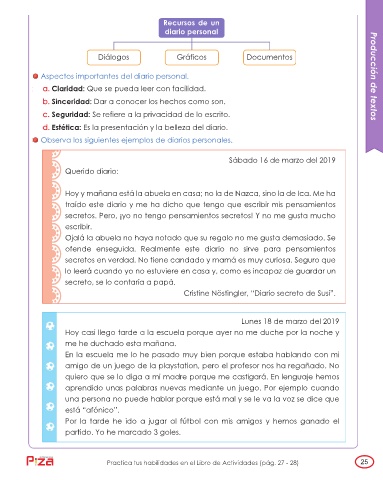 Recursos de un
diario personal
Diálogos
Gráficos
Documentos
Producción de textos
Aspectos importantes del diario personal.
a. Claridad: Que se pueda leer con facilidad.
b. Sinceridad: Dar a conocer los hechos como son.
c. Seguridad: Se refiere a la privacidad de lo escrito.
d. Estética: Es la presentación y la belleza del diario.
Observa los siguientes ejemplos de diarios personales.
Sábado 16 de marzo del 2019
Querido diario:
Hoy y mañana está la abuela en casa; no la de Nazca, sino la de Ica. Me ha
traído este diario y me ha dicho que tengo que escribir mis pensamientos
secretos. Pero, ¡yo no tengo pensamientos secretos! Y no me gusta mucho
escribir.
Ojalá la abuela no haya notado que su regalo no me gusta demasiado. Se
ofende enseguida. Realmente este diario no sirve para pensamientos
secretos en verdad. No tiene candado y mamá es muy curiosa. Seguro que
lo leerá cuando yo no estuviere en casa y, como es incapaz de guardar un
secreto, se lo contaría a papá.
Cristine Nöstingler, "Diario secreto de Susi".
Lunes 18 de marzo del 2019
Hoy casi llego tarde a la escuela porque ayer no me duche por la noche y
me he duchado esta mañana.
En la escuela me lo he pasado muy bien porque estaba hablando con mi
amigo de un juego de la playstation, pero el profesor nos ha regañado. No
quiero que se lo diga a mi madre porque me castigará. En lenguaje hemos
aprendido unas palabras nuevas mediante un juego. Por ejemplo cuando
una persona no puede hablar porque está mal y se le va la voz se dice que
está "afónico".
Por la tarde he ido a jugar al fútbol con mis amigos y hemos ganado el
partido. Yo he marcado 3 goles.
Practica tus habilidades en el Libro de Actividades (pág. 27 - 28)
25